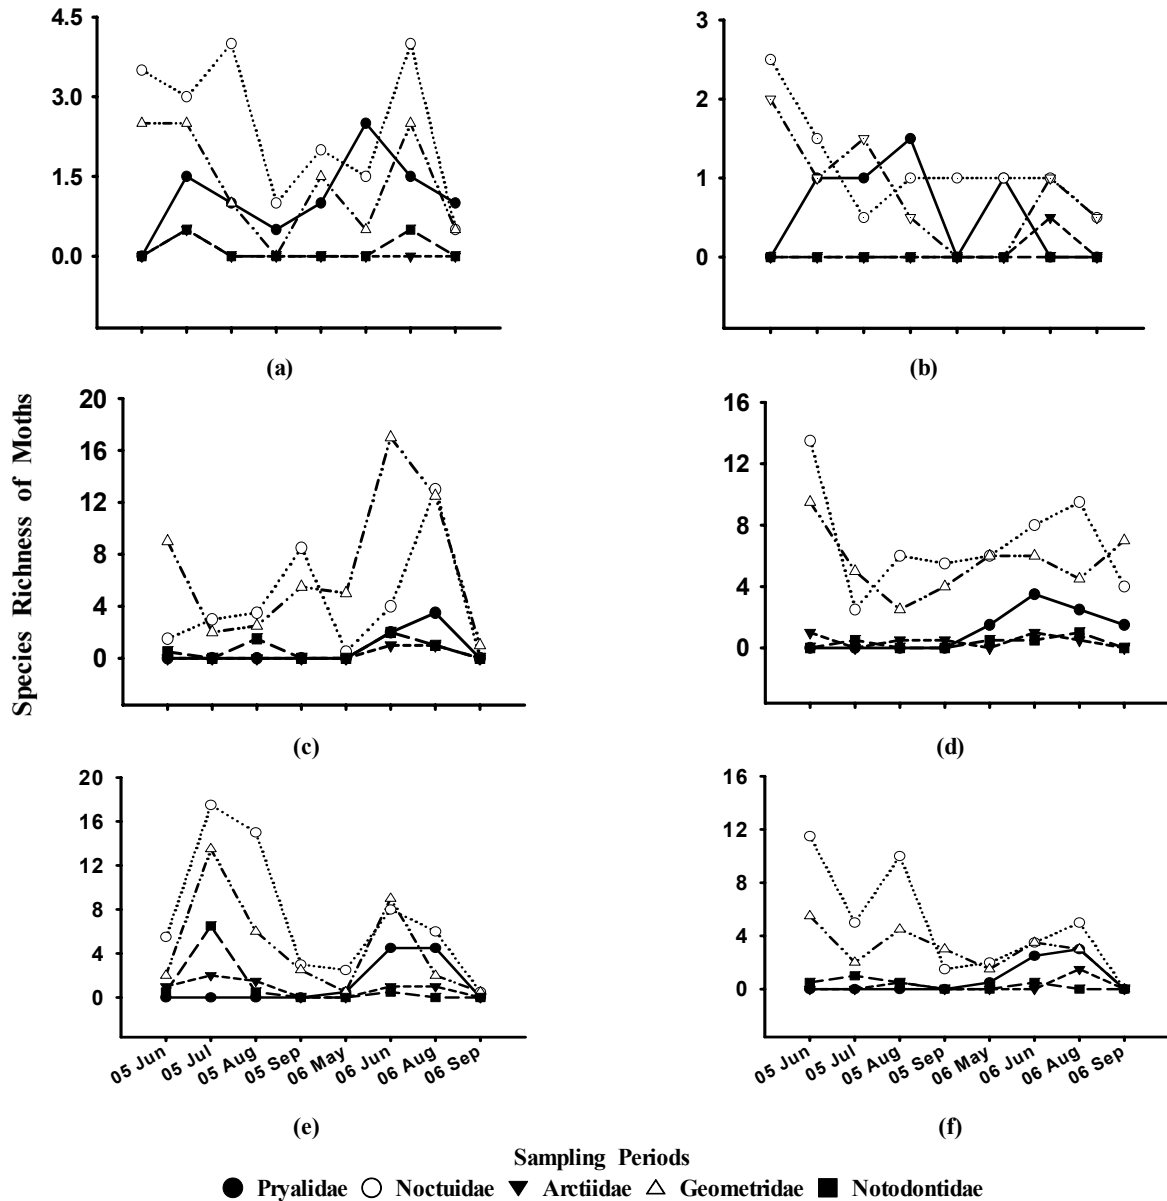 4.5
3.0
1.5
0.0
(a)
3
2
1
0
(b)
Species Richness of Moths
20
16
12
8
4
0
(c)
16
12
8
4
0
(d)
20
16
12
8
4
0
05 Jun 05 Jul 05 Aug 05 Sep 06 May 06 Jun 06 Aug 06 Sep
(e)
16
12
8
4
0
05 Jun 05 Jul 05 Aug 05 Sep 06 May 06 Jun 06 Aug 06 Sep
(f)
Sampling Periods
Pryalidae Noctuidae Arctiidae Geometridae Notodontidae